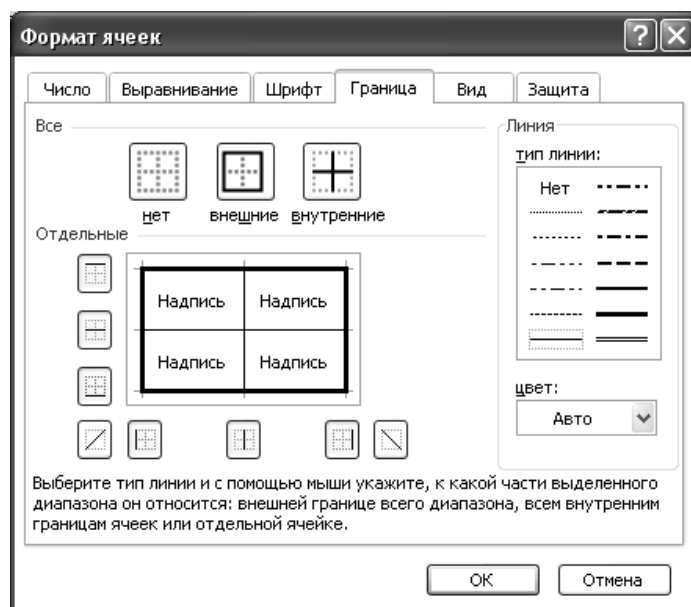 Формат ячеек
Число Выравнивание Шрифт Граница Вид Защита
Все
нет внешние внутренние
Отдельные
Надпись Надпись
Надпись Надпись
Линия
тип линии:
Нет
цвет:
Авто
Выберите тип линии и с помощью мыши укажите, к какой части выделенного
диапазона он относится: внешней границе всего диапазона, всем внутренним
границам ячеек или отдельной ячейке.
ОК Отмена